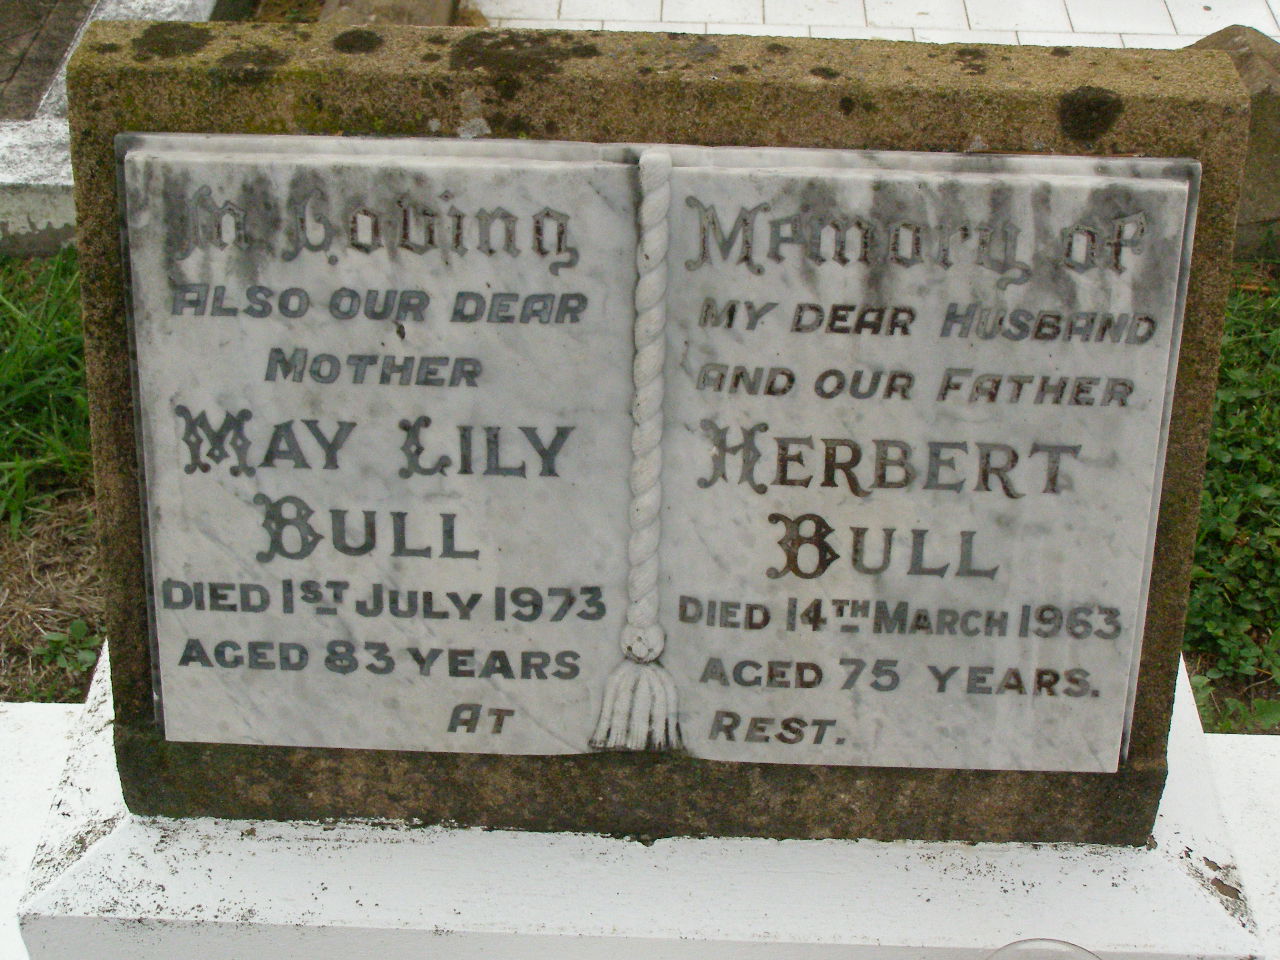 In Loving
ALSO OUR DEAR
MOTHER
MAY LILY
BULL
DIED 1ST JULY 1973
AGED 83 YEARS
AT
Memory of
MY DEAR HUSBAND
AND OUR FATHER
HERBERT
BULL
DIED 14TH MARCH 1963
AGED 75 YEARS.
REST.